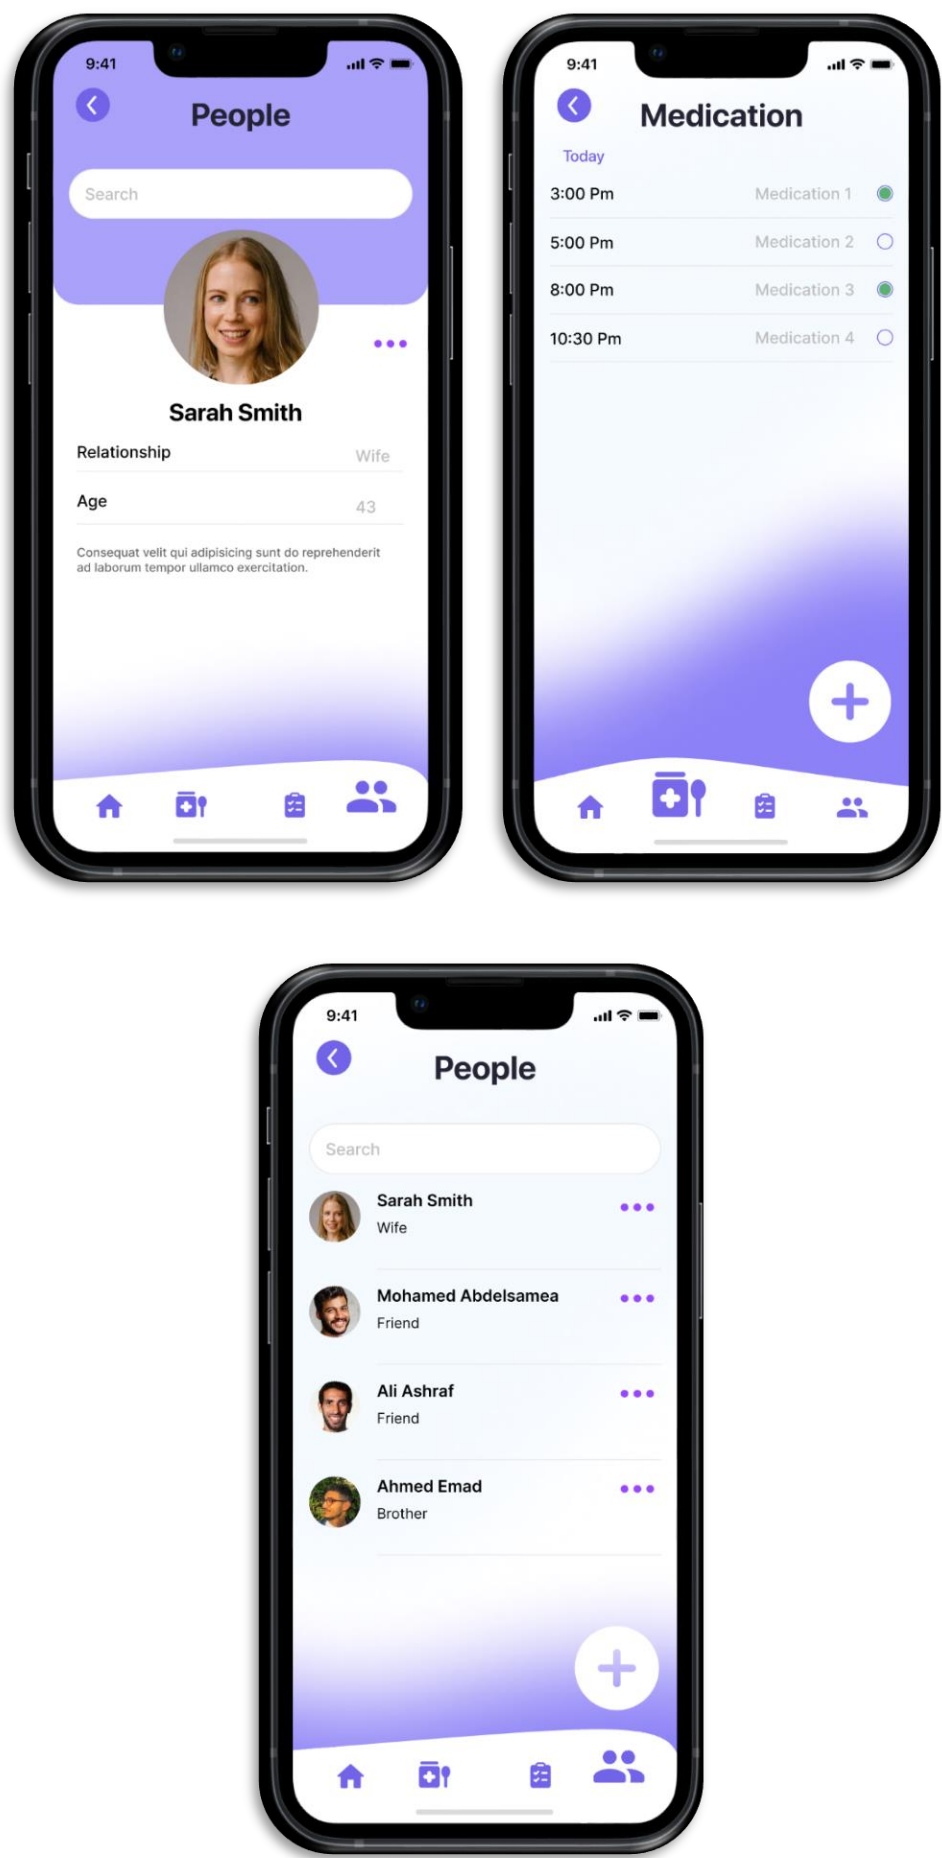 9:41
People
Search
Sarah Smith
Relationship Wife
Age 43
Consequat velit qui adipisicing sunt do reprehenderit
ad laborum tempor ullamco exercitation.
9:41
Medication
Today
3:00 Pm Medication 1
5:00 Pm Medication 2
8:00 Pm Medication 3
10:30 Pm Medication 4
9:41
People
Search
Sarah Smith
Wife
Mohamed Abdelsamea
Friend
Ali Ashraf
Friend
Ahmed Emad
Brother